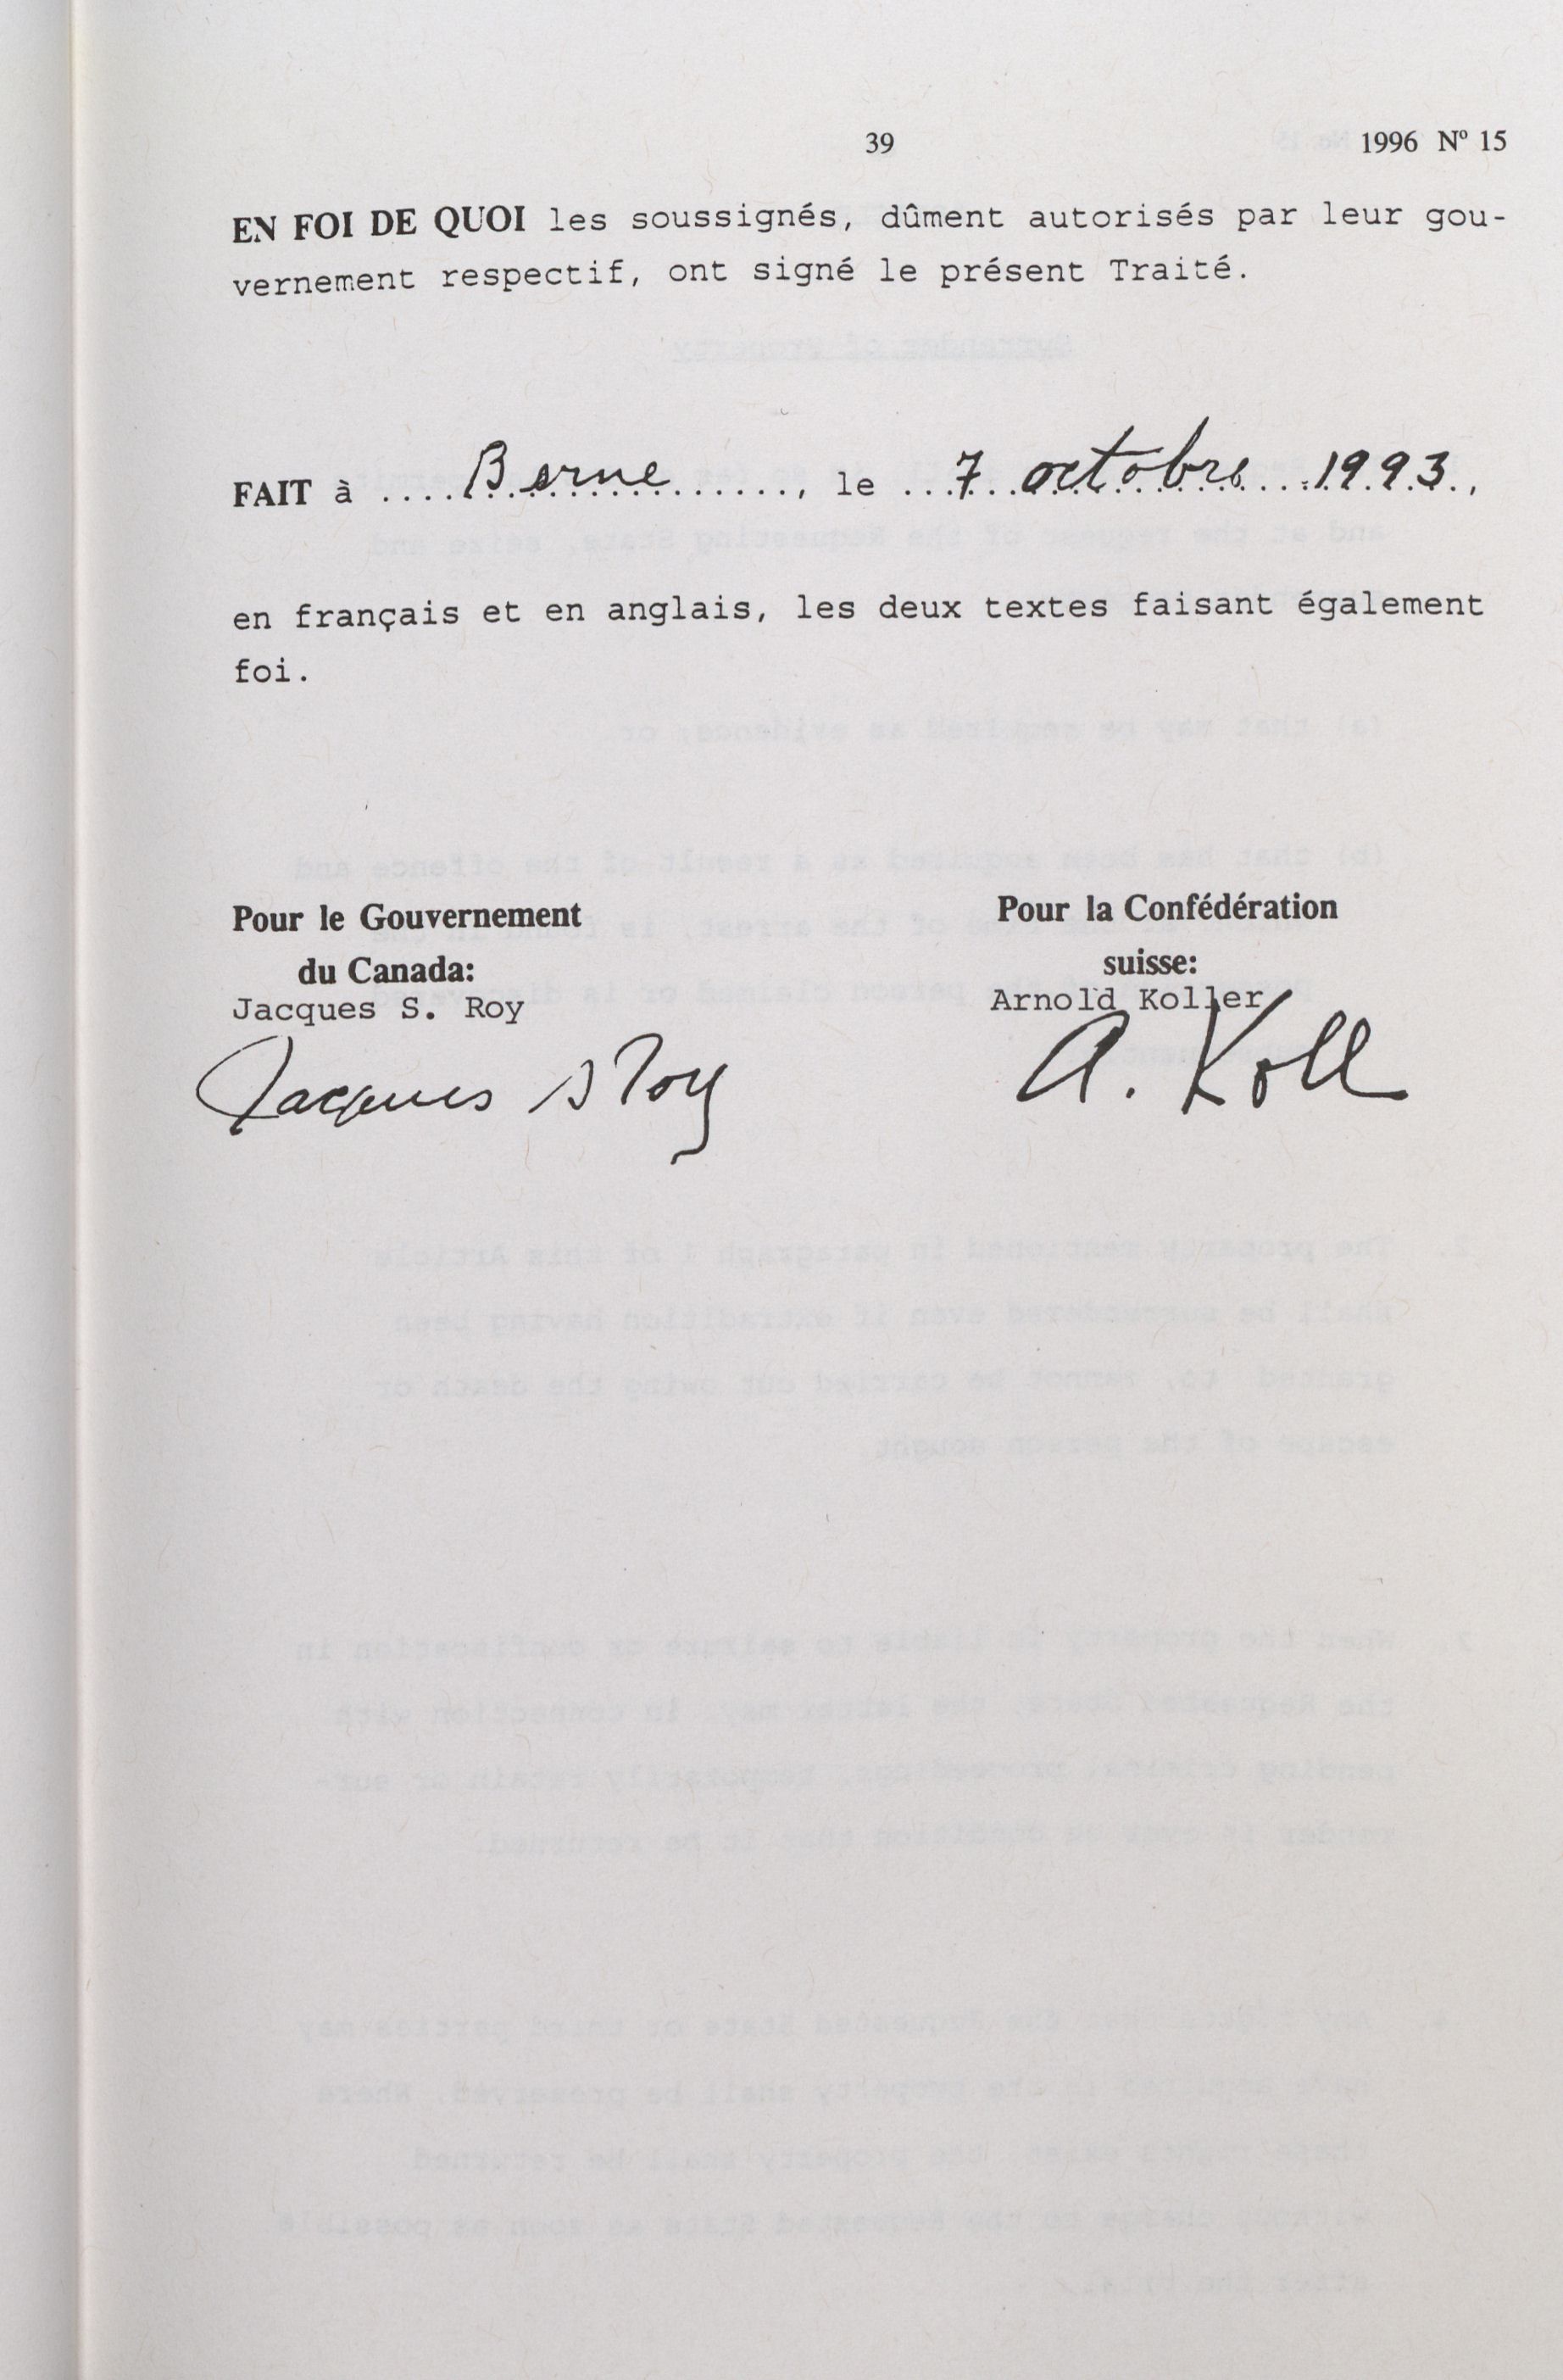 39
1996 Nº 15
EN FOI DE QUOI les soussignés, dûment autorisés par leur gou-
vernement respectif, ont signé le présent Traité.
FAIT à ....Berne........, le ...7 octobre...1993.,
en français et en anglais, les deux textes faisant également
foi.
Pour le Gouvernement
du Canada:
Jacques S. Roy
Jacques S Roy
Pour la Confédération
suisse:
Arnold Koller
A. Koll